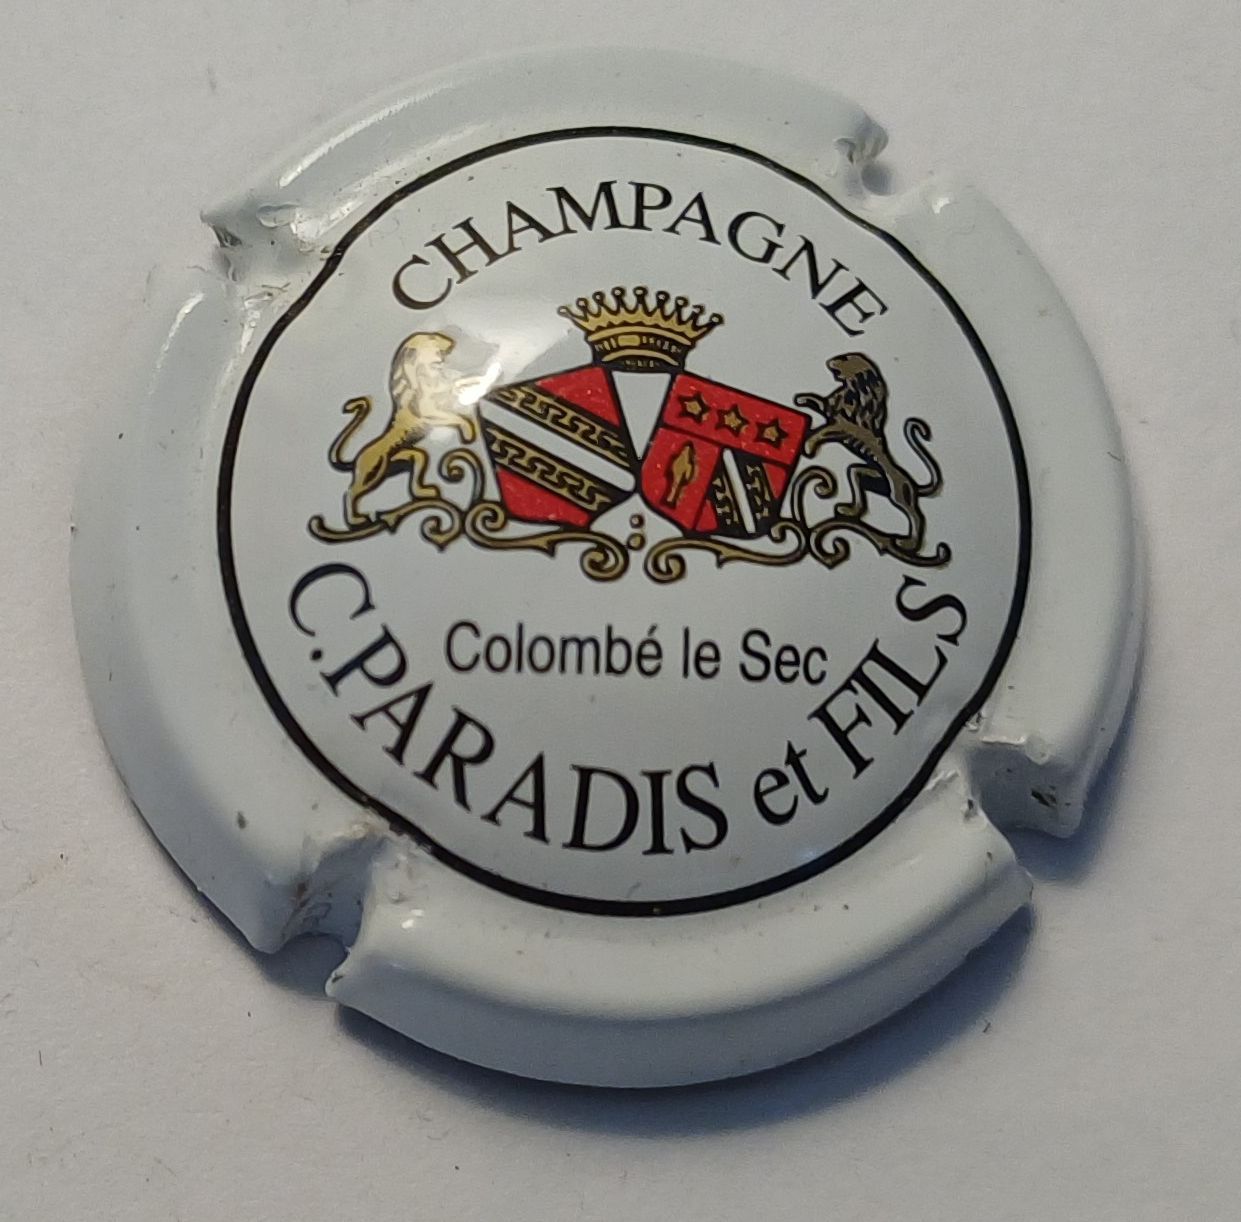 CHAMPAGNE
Colombé le Sec
C.PARADIS et FILS